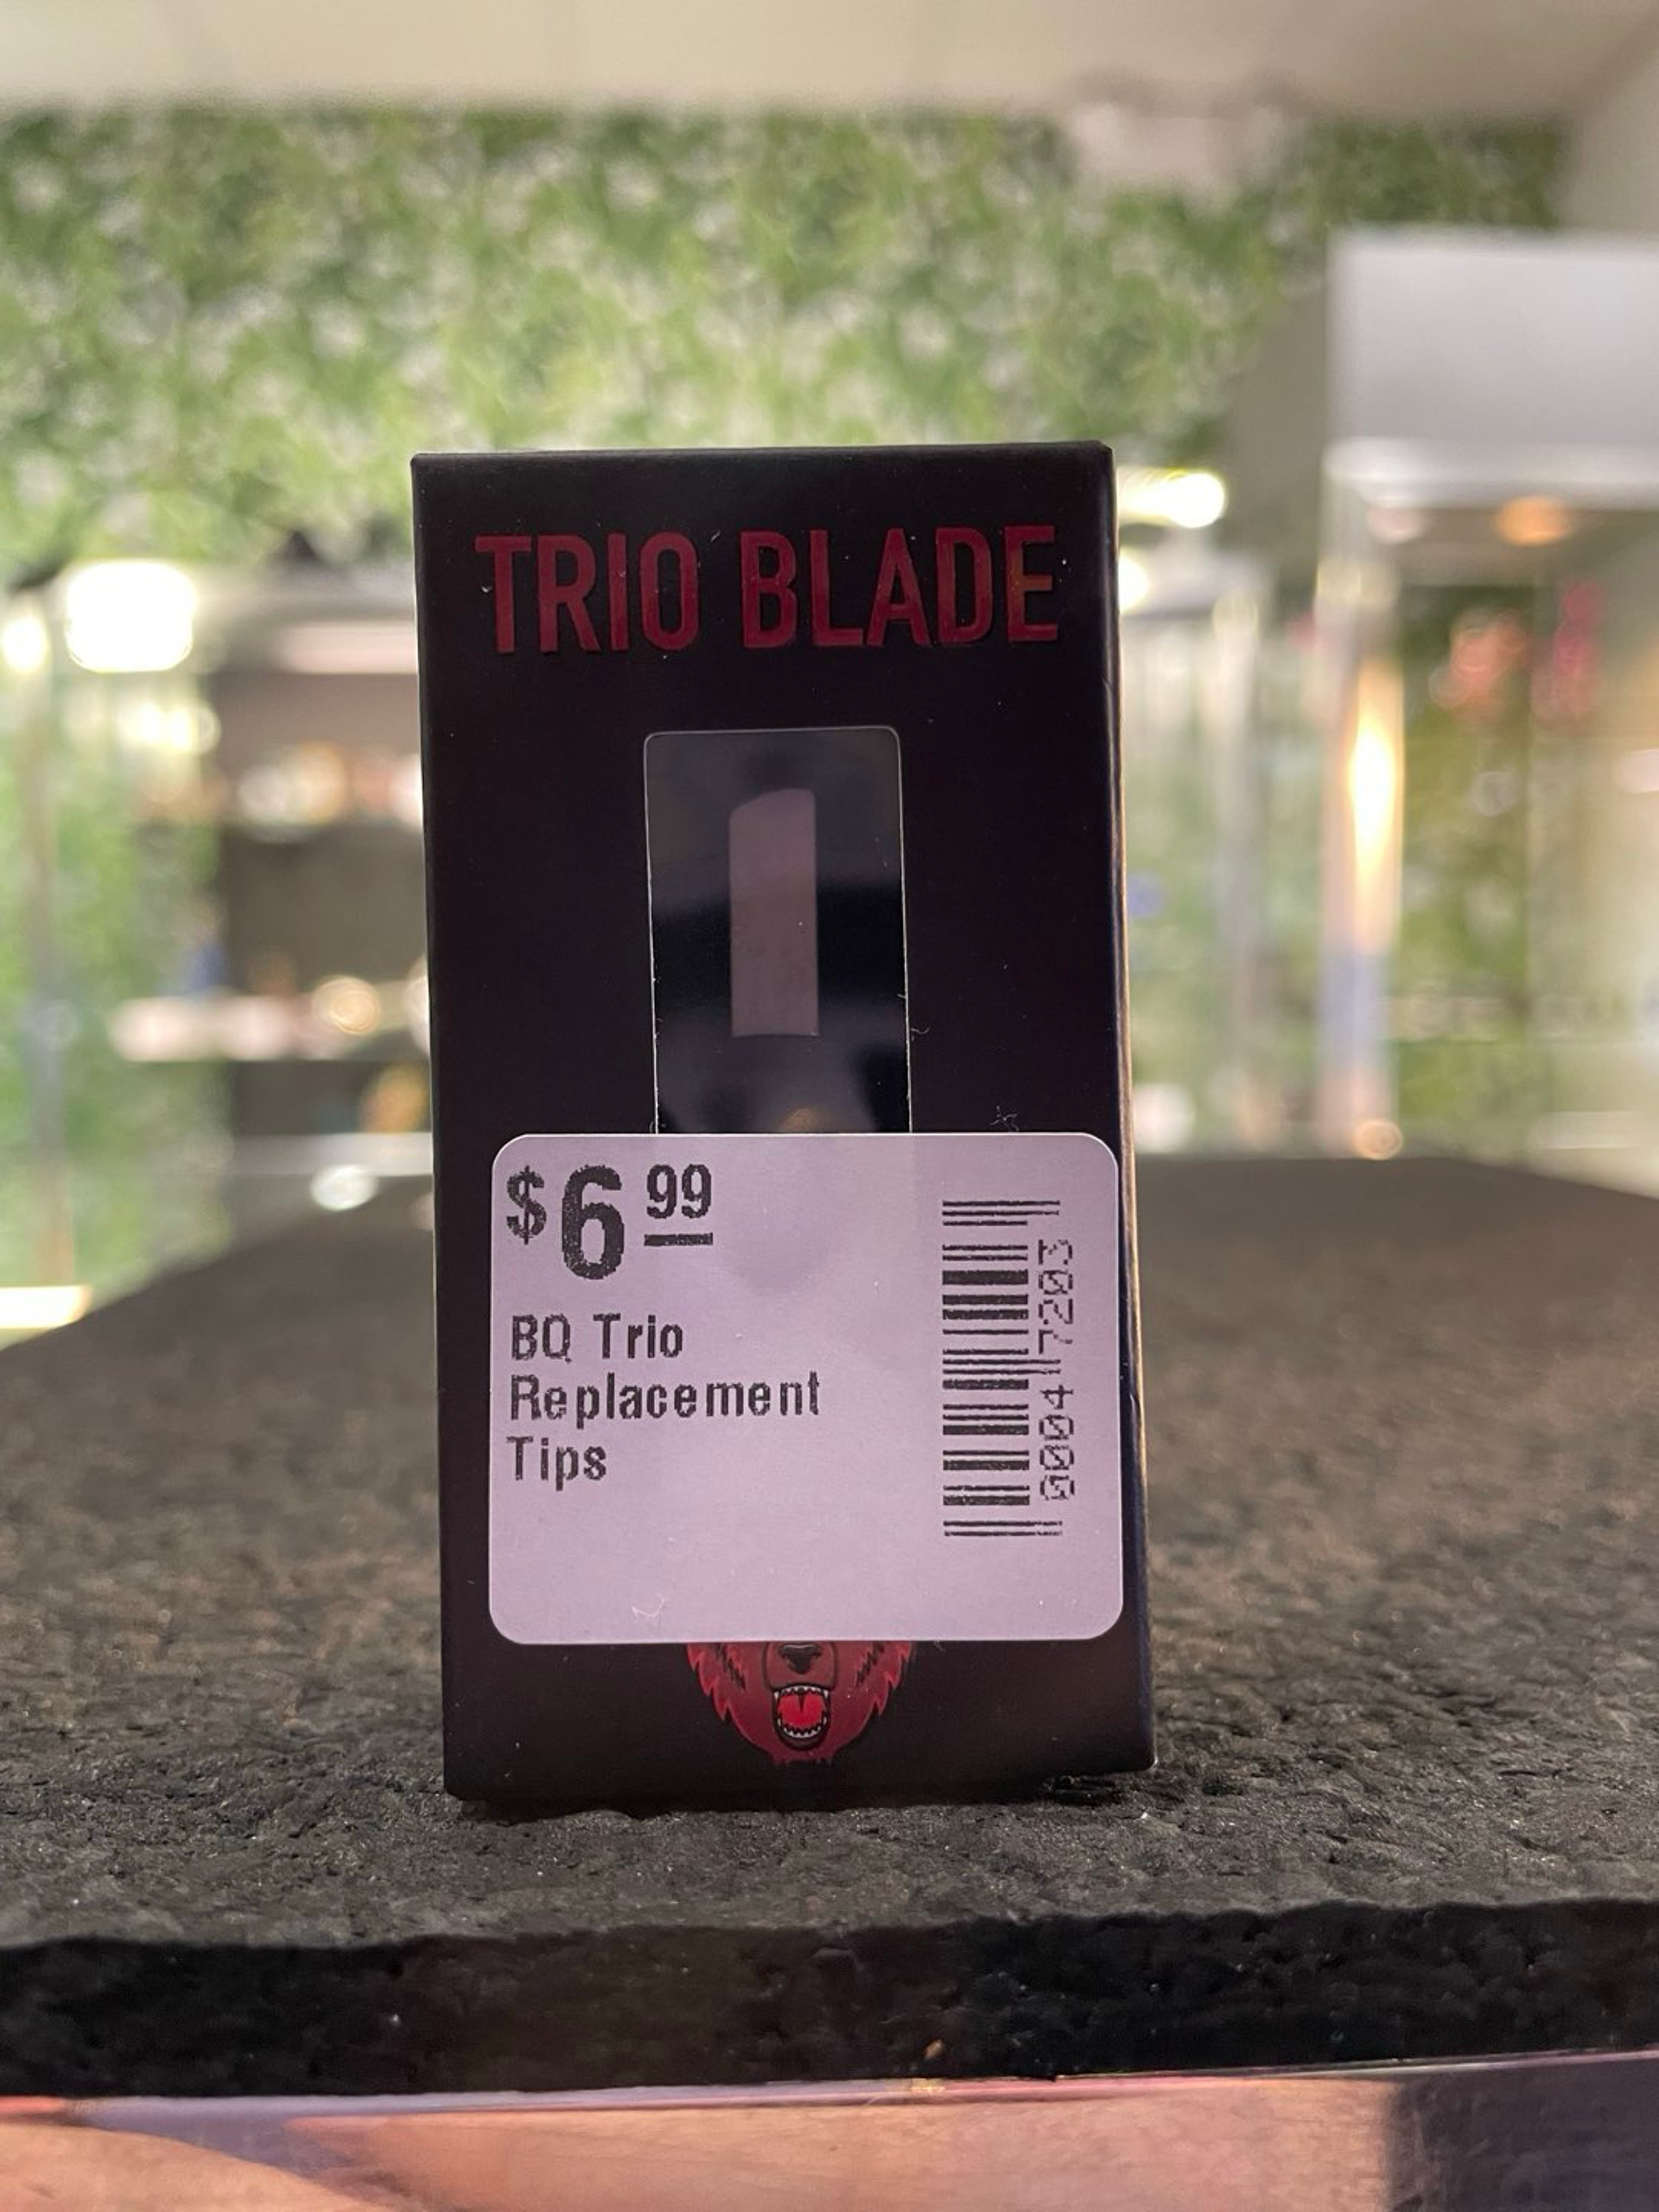 TRIO BLADE
$6 99
BQ Trio
Replacement
Tips
00047203